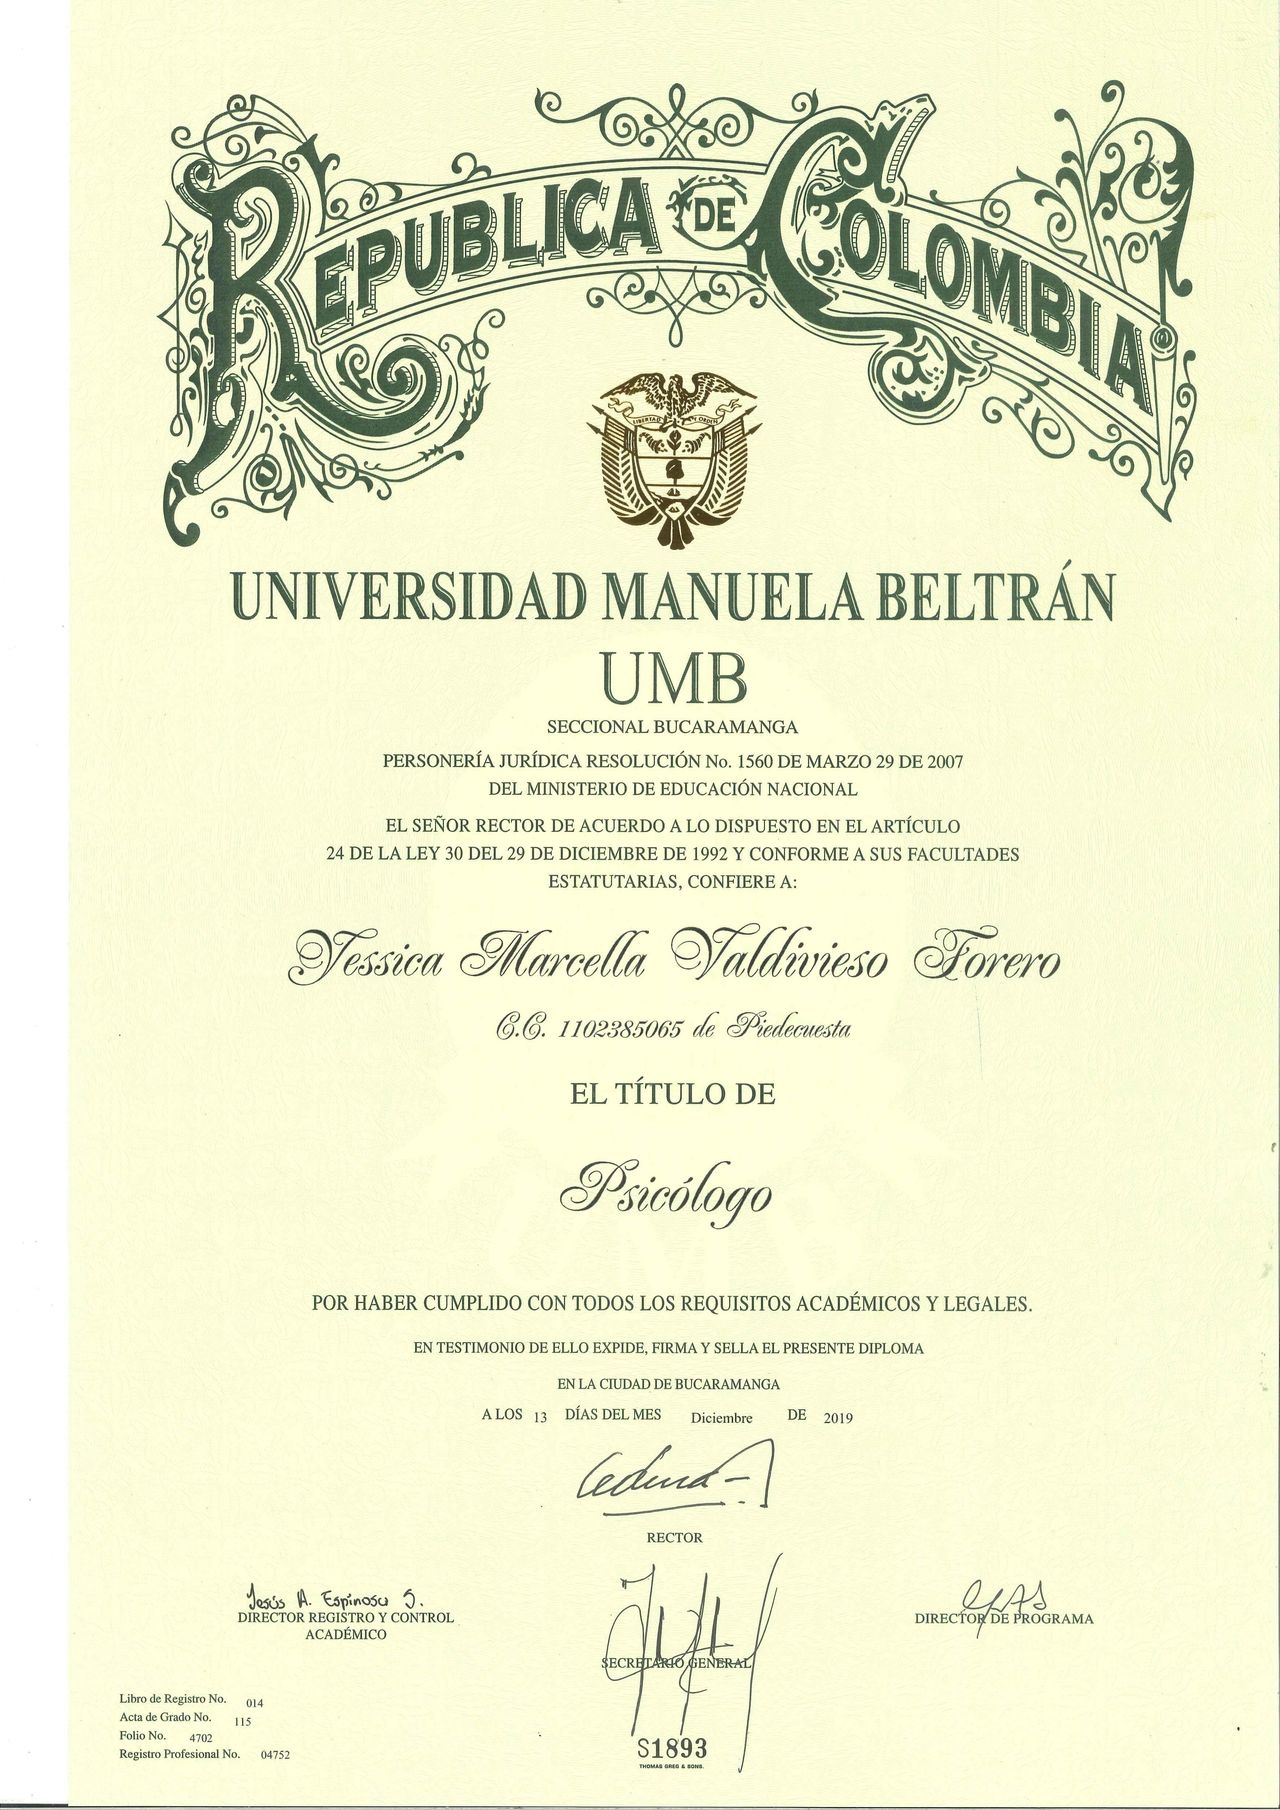 REPUBLICA DE COLOMBIA
LIBERTAD Y ORDEN
UNIVERSIDAD MANUELA BELTRÁN
UMB
SECCIONAL BUCARAMANGA
PERSONERÍA JURÍDICA RESOLUCIÓN No. 1560 DE MARZO 29 DE 2007
DEL MINISTERIO DE EDUCACIÓN NACIONAL
EL SEÑOR RECTOR DE ACUERDO A LO DISPUESTO EN EL ARTÍCULO
24 DE LA LEY 30 DEL 29 DE DICIEMBRE DE 1992 Y CONFORME A SUS FACULTADES
ESTATUTARIAS, CONFIERE A:
Yessica Marcella Valdivieso Forero
C.C. 1102385065 de Piedecuesta
EL TÍTULO DE
Psicólogo
POR HABER CUMPLIDO CON TODOS LOS REQUISITOS ACADÉMICOS Y LEGALES.
EN TESTIMONIO DE ELLO EXPIDE, FIRMA Y SELLA EL PRESENTE DIPLOMA
EN LA CIUDAD DE BUCARAMANGA
A LOS 13 DÍAS DEL MES Diciembre DE 2019
RECTOR
Jesús A. Espinosa S.
DIRECTOR REGISTRO Y CONTROL
ACADÉMICO
SECRETARIO GENERAL
DIRECTOR DE PROGRAMA
Libro de Registro No. 014
Acta de Grado No. 115
Folio No. 4702
Registro Profesional No. 04752
S1893
THOMAS GREG & SONS.